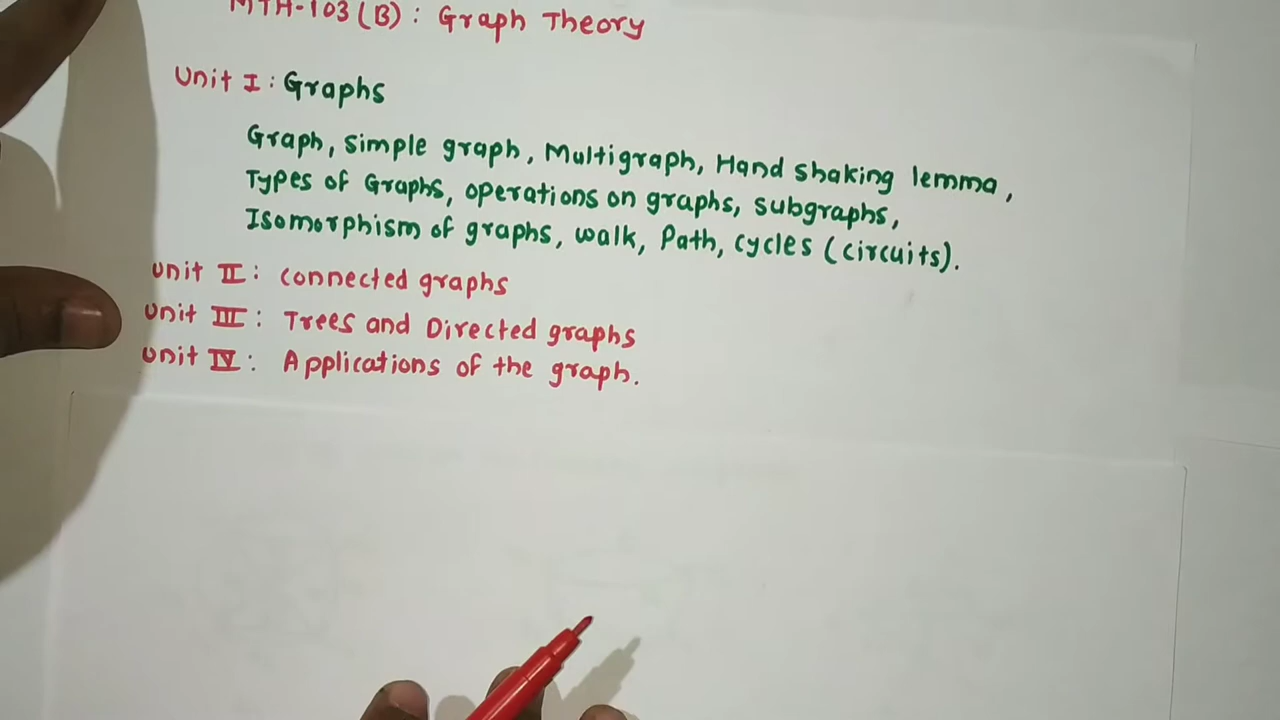 MTH-103(B): Graph Theory
Unit I: Graphs
Graph, simple graph, Multigraph, Hand shaking lemma,
Types of Graphs, operations on graphs, subgraphs,
Isomorphism of graphs, walk, Path, cycles (circuits).
Unit II: connected graphs
Unit III: Trees and Directed graphs
Unit IV: Applications of the graph.